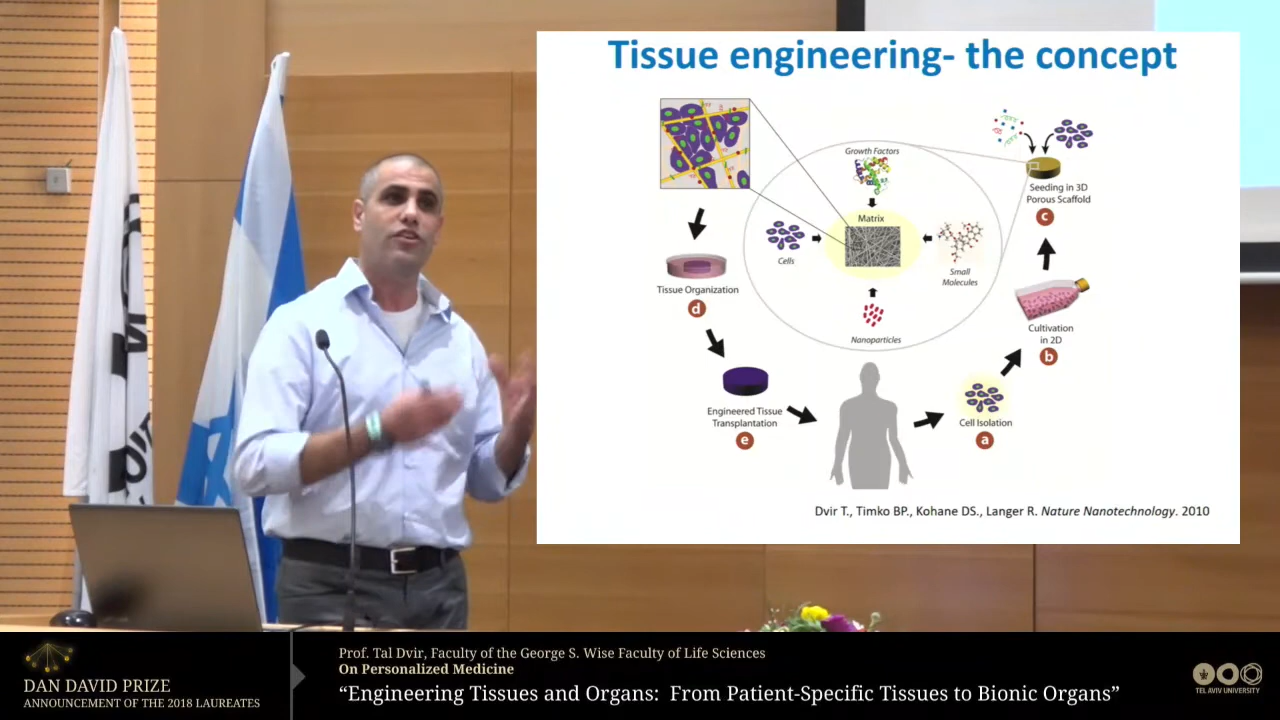 Tissue engineering- the concept
Growth Factors
Matrix
Cells
Small
Molecules
Nanoparticles
Seeding in 3D
Porous Scaffold
c
Tissue Organization
d
Cultivation
in 2D
b
Engineered Tissue
Transplantation
e
Cell Isolation
a
Dvir T., Timko BP., Kohane DS., Langer R. Nature Nanotechnology. 2010
DAN DAVID PRIZE
ANNOUNCEMENT OF THE 2018 LAUREATES
Prof. Tal Dvir, Faculty of the George S. Wise Faculty of Life Sciences
On Personalized Medicine
“Engineering Tissues and Organs: From Patient-Specific Tissues to Bionic Organs”
TEL AVIV UNIVERSITY